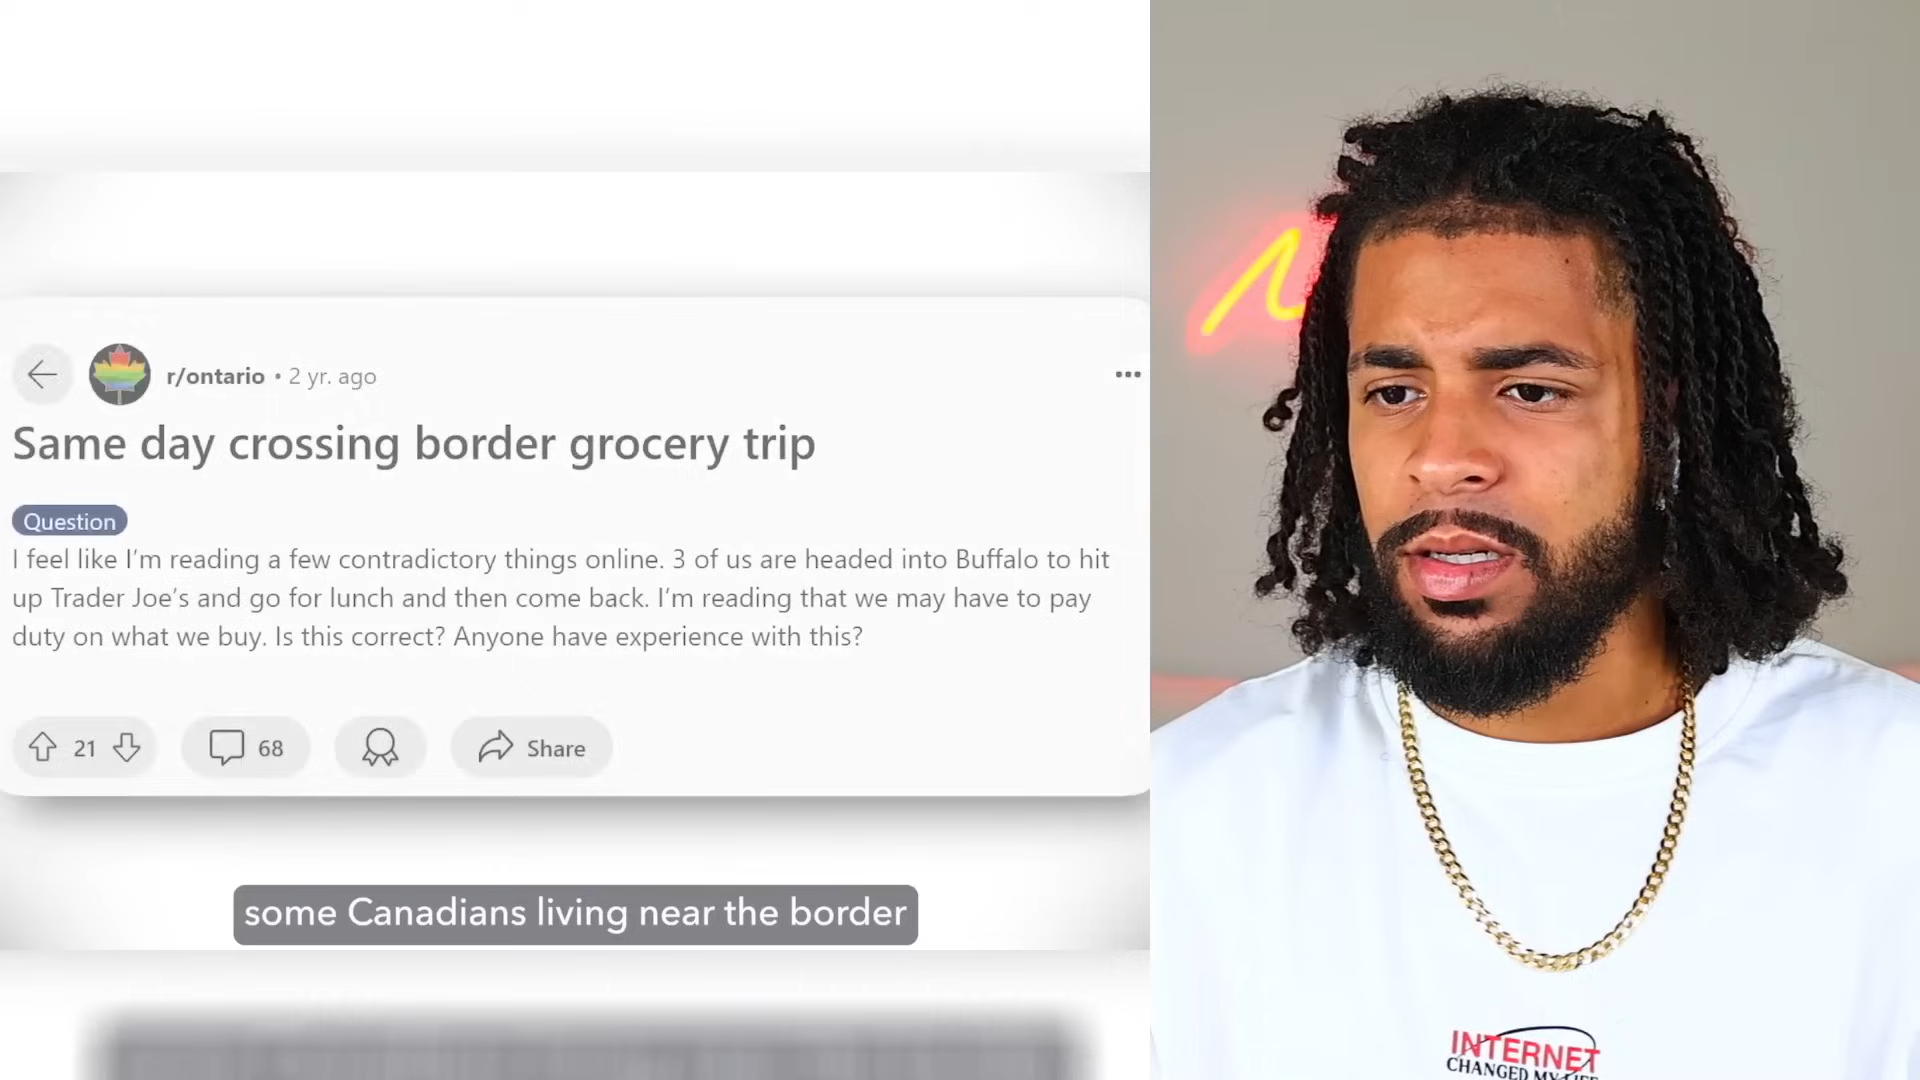 r/ontario • 2 yr. ago
Same day crossing border grocery trip
Question
I feel like I'm reading a few contradictory things online. 3 of us are headed into Buffalo to hit
up Trader Joe's and go for lunch and then come back. I'm reading that we may have to pay
duty on what we buy. Is this correct? Anyone have experience with this?
21
68
Share
some Canadians living near the border
INTERNET
CHANGED MY LIFE